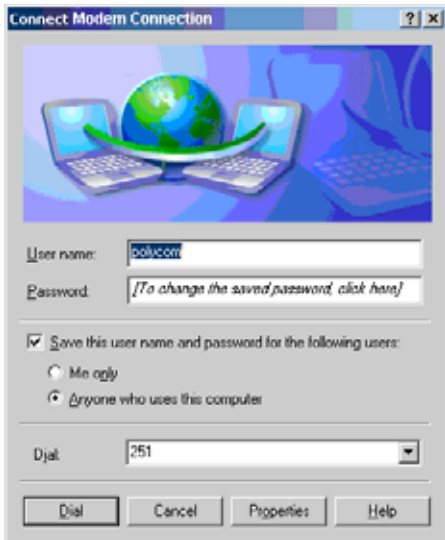 Connect Modem Connection
User name:
polycom
Password:
[To change the saved password, click here]
Save this user name and password for the following users:
Me only
Anyone who uses this computer
Dial:
251
Dial
Cancel
Properties
Help